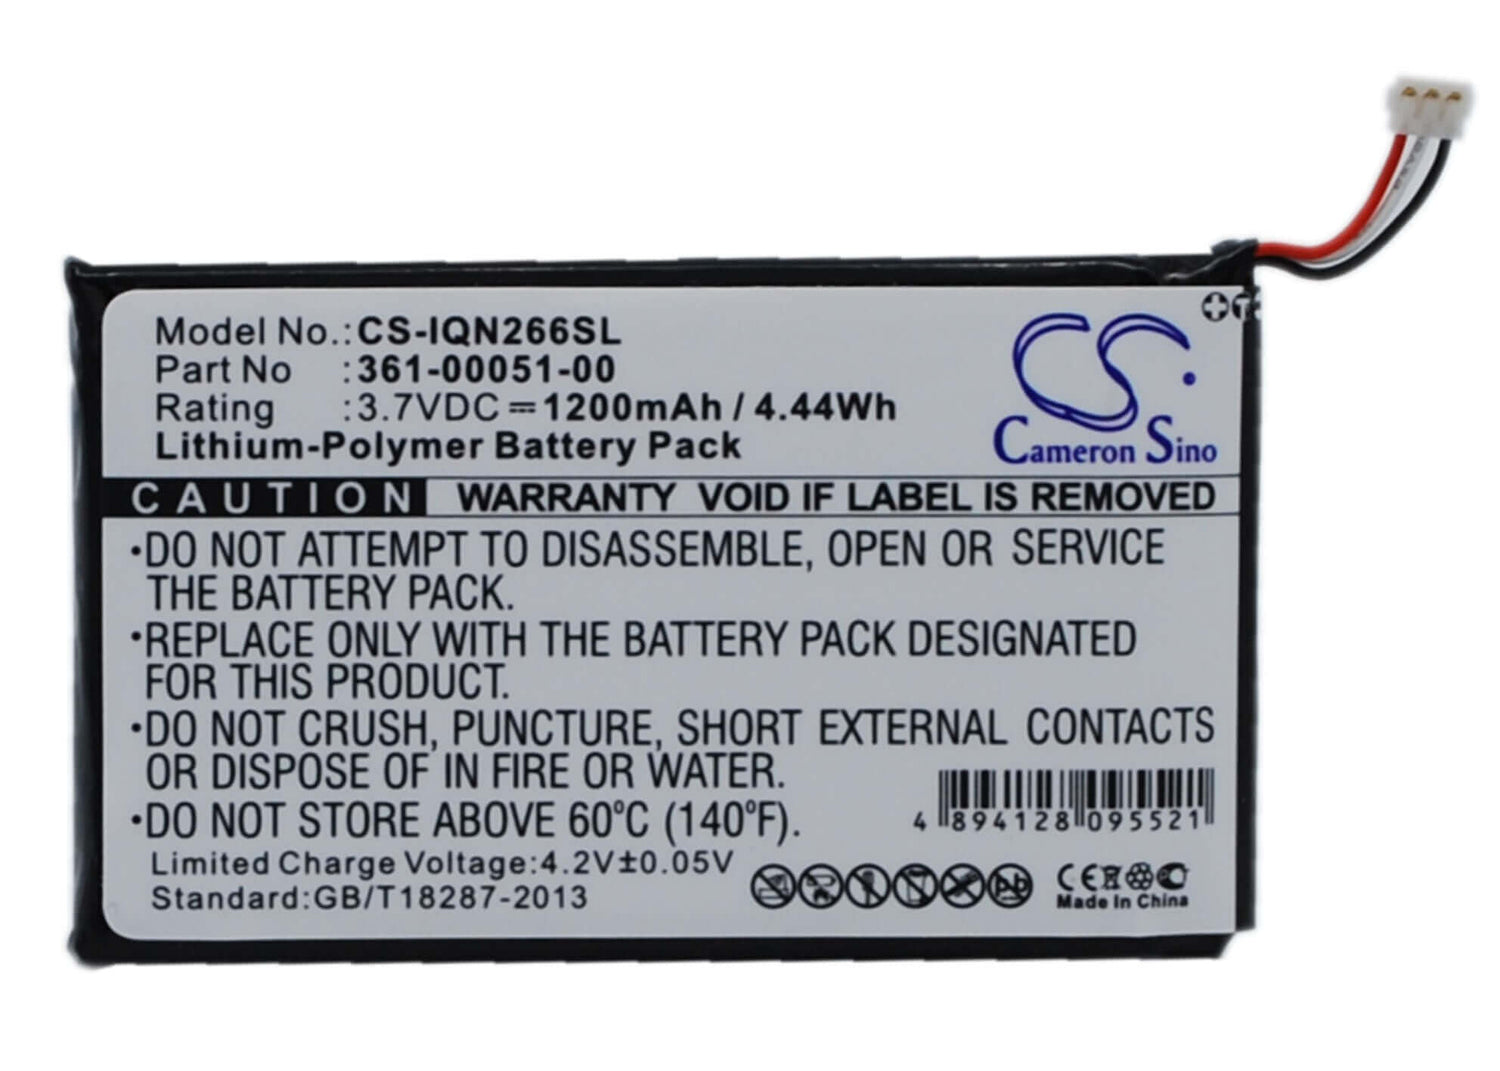 Model No.: CS-IQN266SL
Part No : 361-00051-00
Rating : 3.7VDC ⎓ 1200mAh / 4.44Wh
Lithium-Polymer Battery Pack
CS
Cameron Sino
CAUTION WARRANTY VOID IF LABEL IS REMOVED
•DO NOT ATTEMPT TO DISASSEMBLE, OPEN OR SERVICE
THE BATTERY PACK.
•REPLACE ONLY WITH THE BATTERY PACK DESIGNATED
FOR THIS PRODUCT.
•DO NOT CRUSH, PUNCTURE, SHORT EXTERNAL CONTACTS
OR DISPOSE OF IN FIRE OR WATER.
•DO NOT STORE ABOVE 60°C (140°F).
4 894128 095521
Limited Charge Voltage:4.2V±0.05V
Standard:GB/T18287-2013
Pb
CE
Made In China